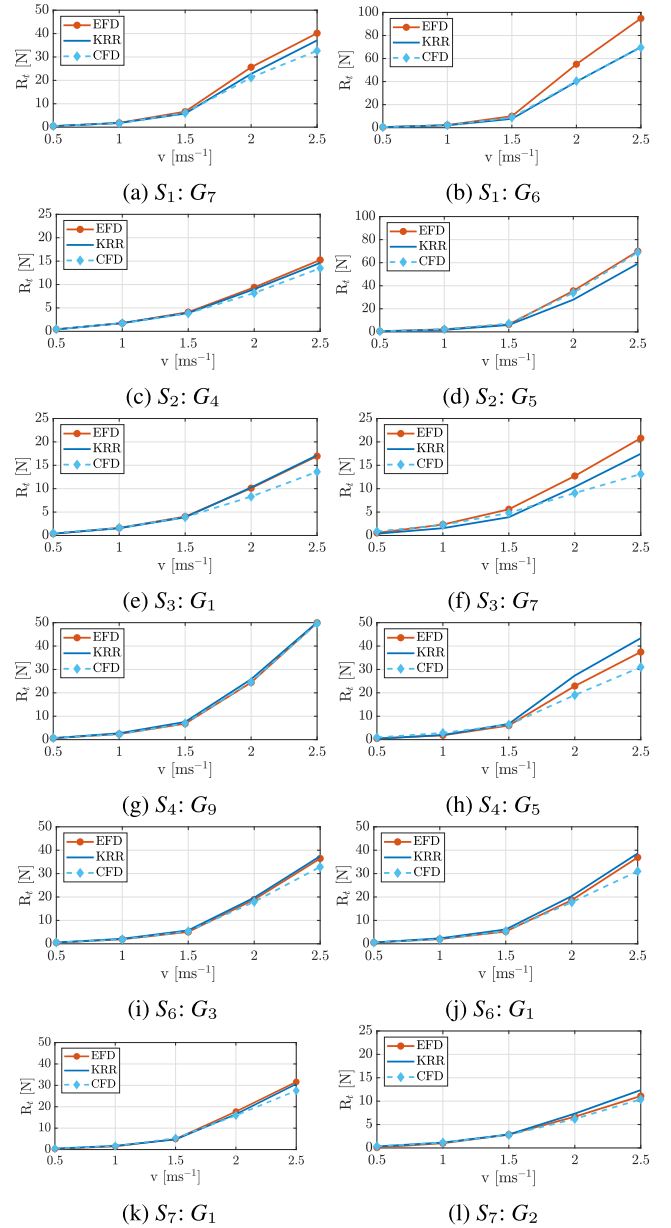 50
40
30
20
10
0
R_t [N]
EFD
KRR
CFD
0.5 1 1.5 2 2.5
v [ms⁻¹]
(a) S₁: G₇
100
80
60
40
20
0
R_t [N]
EFD
KRR
CFD
0.5 1 1.5 2 2.5
v [ms⁻¹]
(b) S₁: G₆
25
20
15
10
5
0
R_t [N]
EFD
KRR
CFD
0.5 1 1.5 2 2.5
v [ms⁻¹]
(c) S₂: G₄
100
80
60
40
20
0
R_t [N]
EFD
KRR
CFD
0.5 1 1.5 2 2.5
v [ms⁻¹]
(d) S₂: G₅
25
20
15
10
5
0
R_t [N]
EFD
KRR
CFD
0.5 1 1.5 2 2.5
v [ms⁻¹]
(e) S₃: G₁
25
20
15
10
5
0
R_t [N]
EFD
KRR
CFD
0.5 1 1.5 2 2.5
v [ms⁻¹]
(f) S₃: G₇
50
40
30
20
10
0
R_t [N]
EFD
KRR
CFD
0.5 1 1.5 2 2.5
v [ms⁻¹]
(g) S₄: G₉
50
40
30
20
10
0
R_t [N]
EFD
KRR
CFD
0.5 1 1.5 2 2.5
v [ms⁻¹]
(h) S₄: G₅
50
40
30
20
10
0
R_t [N]
EFD
KRR
CFD
0.5 1 1.5 2 2.5
v [ms⁻¹]
(i) S₆: G₃
50
40
30
20
10
0
R_t [N]
EFD
KRR
CFD
0.5 1 1.5 2 2.5
v [ms⁻¹]
(j) S₆: G₁
50
40
30
20
10
0
R_t [N]
EFD
KRR
CFD
0.5 1 1.5 2 2.5
v [ms⁻¹]
(k) S₇: G₁
25
20
15
10
5
0
R_t [N]
EFD
KRR
CFD
0.5 1 1.5 2 2.5
v [ms⁻¹]
(l) S₇: G₂